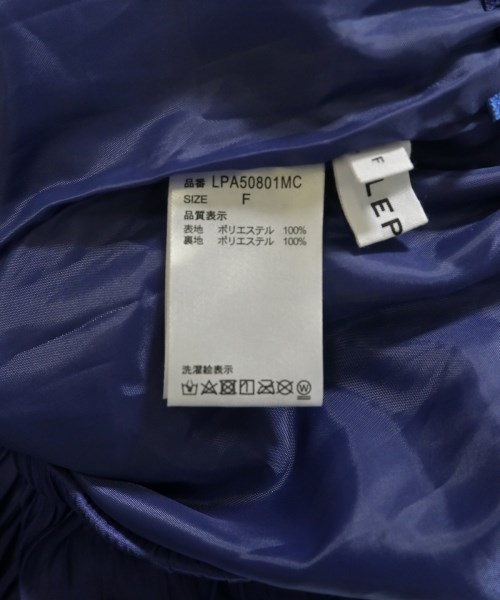 品番 LPA50801MC
SIZE F
品質表示
表地 ポリエステル 100%
裏地 ポリエステル 100%
洗濯絵表示
F
LEP